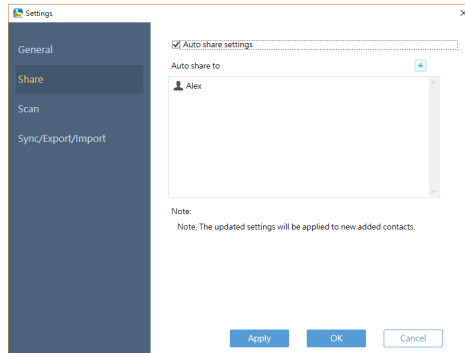 Settings
General
Share
Scan
Sync/Export/Import
Auto share settings
Auto share to
Alex
Note:
Note, The updated settings will be applied to new added contacts.
Apply
OK
Cancel